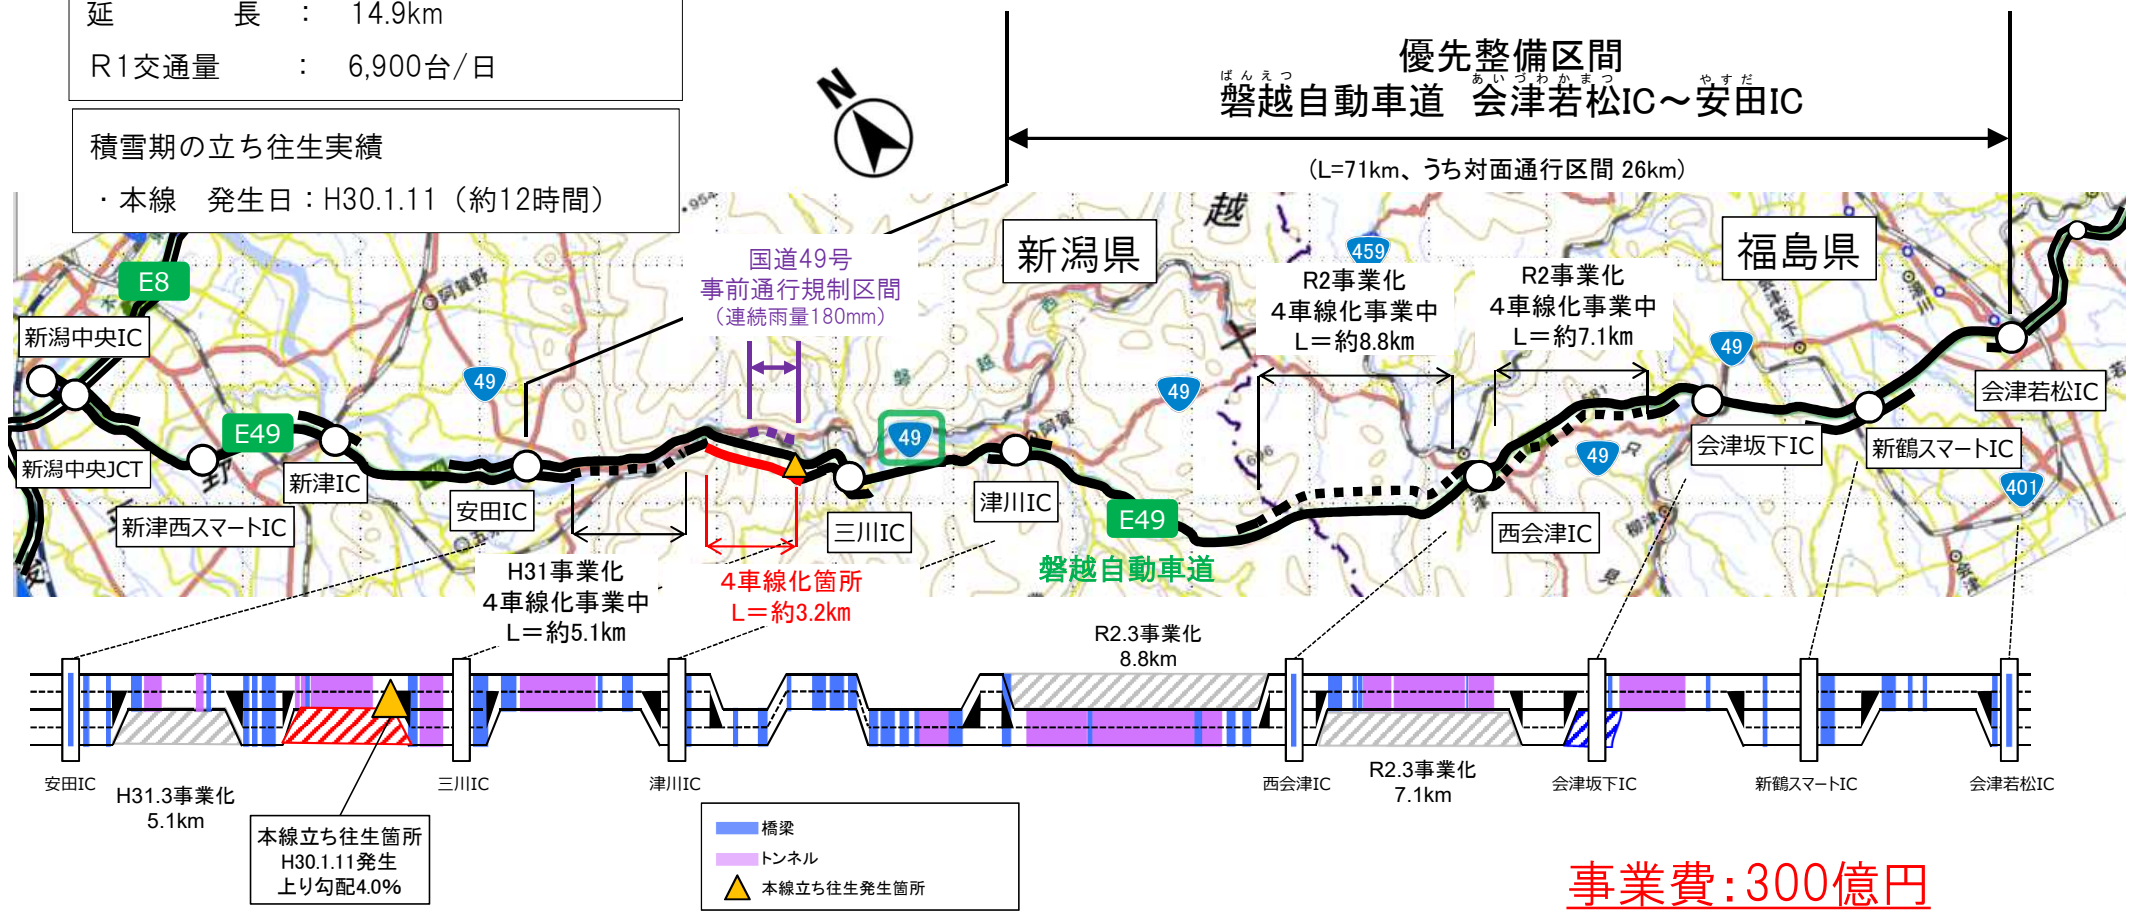 延　　　　長　：　14.9km
R1交通量　　：　6,900台/日
積雪期の立ち往生実績
・本線　発生日：H30.1.11（約12時間）
N
優先整備区間
ばんえつ　あいづわかまつ　やすだ
磐越自動車道　会津若松IC～安田IC
（L=71km、うち対面通行区間 26km）
新潟県
福島県
越
954
国道49号
事前通行規制区間
（連続雨量180mm）
459
R2事業化
4車線化事業中
L＝約8.8km
R2事業化
4車線化事業中
L＝約7.1km
E8
阿賀野
新潟中央IC
49
49
49
49
49
401
E49
新潟中央JCT
新津西スマートIC
新津IC
安田IC
三川IC
津川IC
阿賀
磐越
E49
磐越自動車道
西会津IC
会津坂下IC
新鶴スマートIC
会津若松IC
会津坂下
湯川
柳津
H31事業化
4車線化事業中
L＝約5.1km
4車線化箇所
L＝約3.2km
R2.3事業化
8.8km
安田IC
三川IC
津川IC
西会津IC
会津坂下IC
新鶴スマートIC
会津若松IC
H31.3事業化
5.1km
R2.3事業化
7.1km
本線立ち往生箇所
H30.1.11発生
上り勾配4.0%
橋梁
トンネル
本線立ち往生発生箇所
事業費：300億円